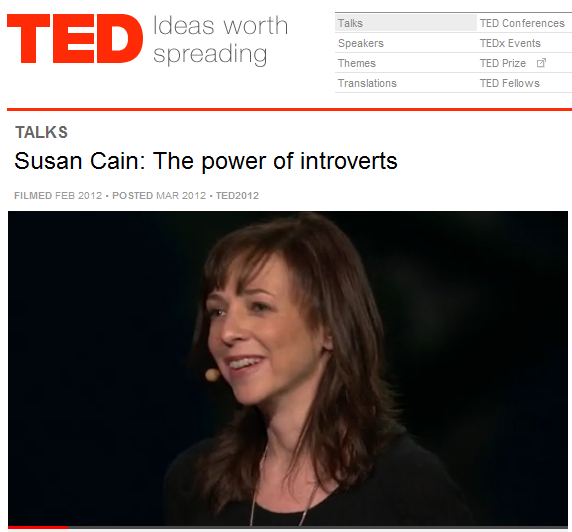 TED Ideas worth
spreading
Talks
Speakers
Themes
Translations
TED Conferences
TEDx Events
TED Prize
TED Fellows
TALKS
Susan Cain: The power of introverts
FILMED FEB 2012 • POSTED MAR 2012 • TED2012